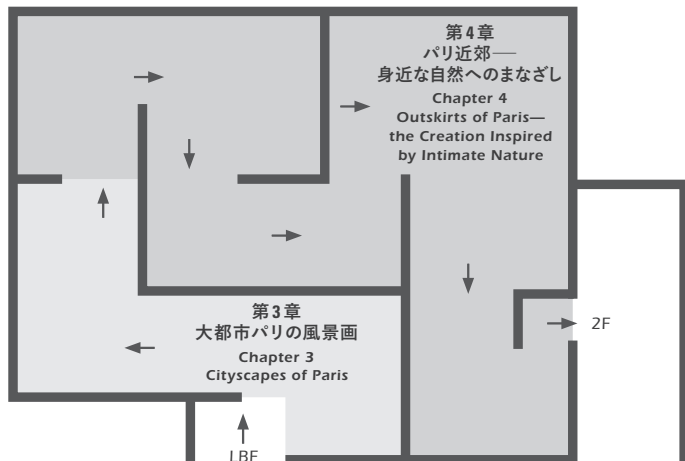 第4章
パリ近郊──
身近な自然へのまなざし
Chapter 4
Outskirts of Paris—
the Creation Inspired
by Intimate Nature
2F
第3章
大都市パリの風景画
Chapter 3
Cityscapes of Paris
LBF